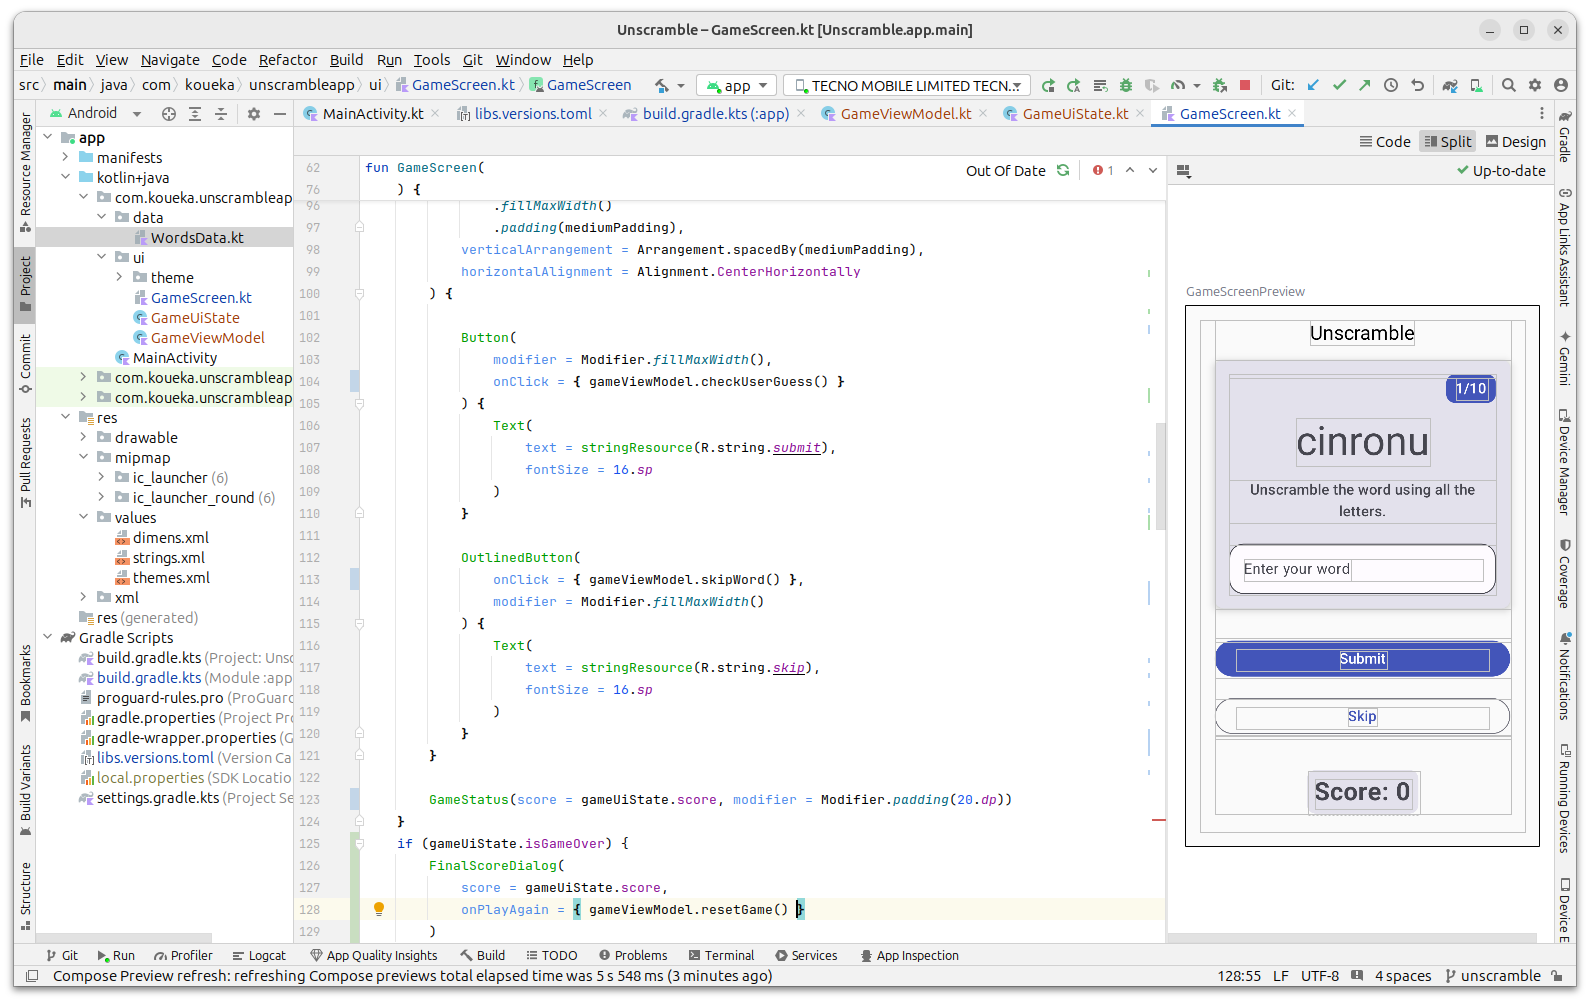 Unscramble – GameScreen.kt [Unscramble.app.main]
File Edit View Navigate Code Refactor Build Run Tools Git Window Help
src main java com koueka unscrambleapp ui GameScreen.kt GameScreen app TECNO MOBILE LIMITED TECN... Git:
Android
MainActivity.kt libs.versions.toml build.gradle.kts (:app) GameViewModel.kt GameUiState.kt GameScreen.kt
Code Split Design
Resource Manager
Project
Commit
Pull Requests
Bookmarks
Build Variants
Structure
app
manifests
kotlin+java
com.koueka.unscrambleap
data
WordsData.kt
ui
theme
GameScreen.kt
GameUiState
GameViewModel
MainActivity
com.koueka.unscrambleap
com.koueka.unscrambleap
res
drawable
mipmap
ic_launcher (6)
ic_launcher_round (6)
values
dimens.xml
strings.xml
themes.xml
xml
res (generated)
Gradle Scripts
build.gradle.kts (Project: Unsc
build.gradle.kts (Module :app
proguard-rules.pro (ProGuard
gradle.properties (Project Pro
gradle-wrapper.properties (G
libs.versions.toml (Version Ca
local.properties (SDK Locatio
settings.gradle.kts (Project Se
Out Of Date 1
62 fun GameScreen(
76 ) {
96 .fillMaxWidth()
97 .padding(mediumPadding),
98 verticalArrangement = Arrangement.spacedBy(mediumPadding),
99 horizontalAlignment = Alignment.CenterHorizontally
100 ) {
101
102 Button(
103 modifier = Modifier.fillMaxWidth(),
104 onClick = { gameViewModel.checkUserGuess() }
105 ) {
106 Text(
107 text = stringResource(R.string.submit),
108 fontSize = 16.sp
109 )
110 }
111
112 OutlinedButton(
113 onClick = { gameViewModel.skipWord() },
114 modifier = Modifier.fillMaxWidth()
115 ) {
116 Text(
117 text = stringResource(R.string.skip),
118 fontSize = 16.sp
119 )
120 }
121 }
122
123 GameStatus(score = gameUiState.score, modifier = Modifier.padding(20.dp))
124 }
125 if (gameUiState.isGameOver) {
126 FinalScoreDialog(
127 score = gameUiState.score,
128 onPlayAgain = { gameViewModel.resetGame() }
129 )
Up-to-date
GameScreenPreview
Unscramble
1/10
cinronu
Unscramble the word using all the
letters.
Enter your word
Submit
Skip
Score: 0
Gradle
App Links Assistant
Gemini
Device Manager
Coverage
Notifications
Running Devices
Device E
Git Run Profiler Logcat App Quality Insights Build TODO Problems Terminal Services App Inspection
Compose Preview refresh: refreshing Compose previews total elapsed time was 5 s 548 ms (3 minutes ago) 128:55 LF UTF-8 4 spaces unscramble